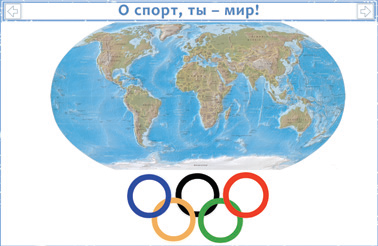 О спорт, ты – мир!